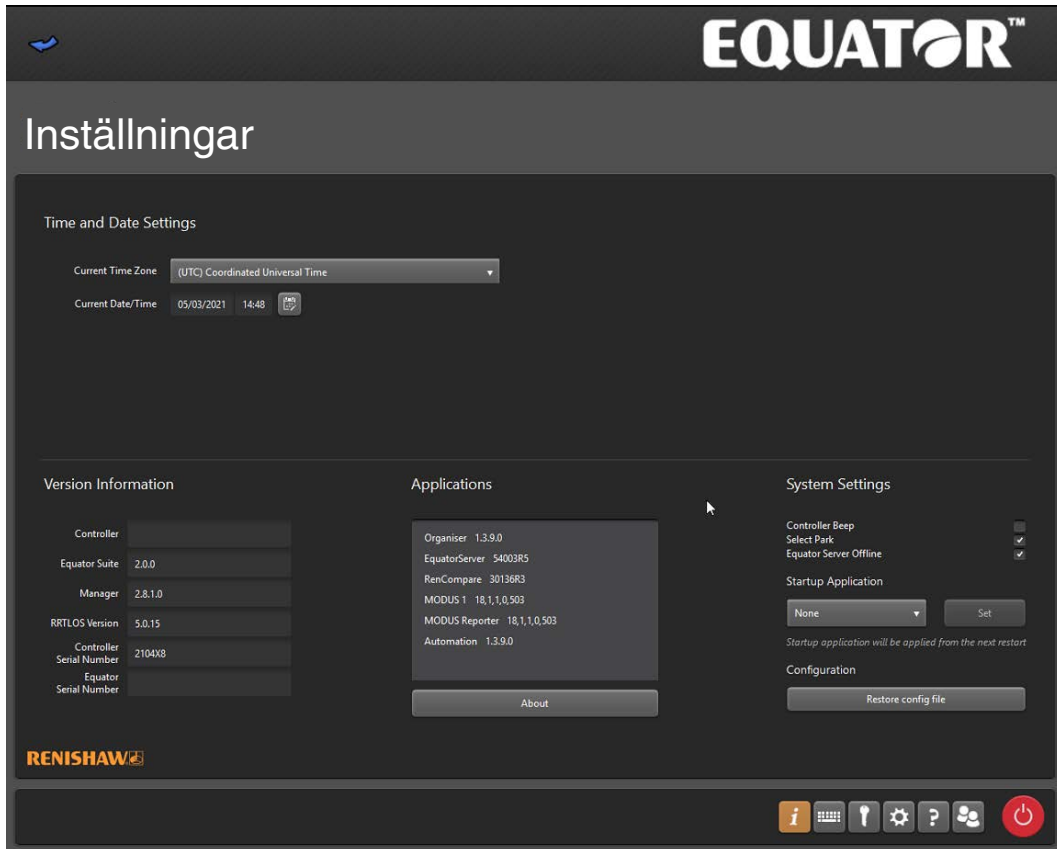 EQUATOR™
Inställningar
Time and Date Settings
Current Time Zone (UTC) Coordinated Universal Time
Current Date/Time 05/03/2021 14:48
Version Information
Controller
Equator Suite 2.0.0
Manager 2.8.1.0
RRTLOS Version 5.0.15
Controller
Serial Number 2104X8
Equator
Serial Number
Applications
Organiser 1.3.9.0
EquatorServer 54003R5
RenCompare 30136R3
MODUS 1 18,1,1,0,503
MODUS Reporter 18,1,1,0,503
Automation 1.3.9.0
About
System Settings
Controller Beep
Select Park
Equator Server Offline
Startup Application
None Set
Startup application will be applied from the next restart
Configuration
Restore config file
RENISHAW
i ?